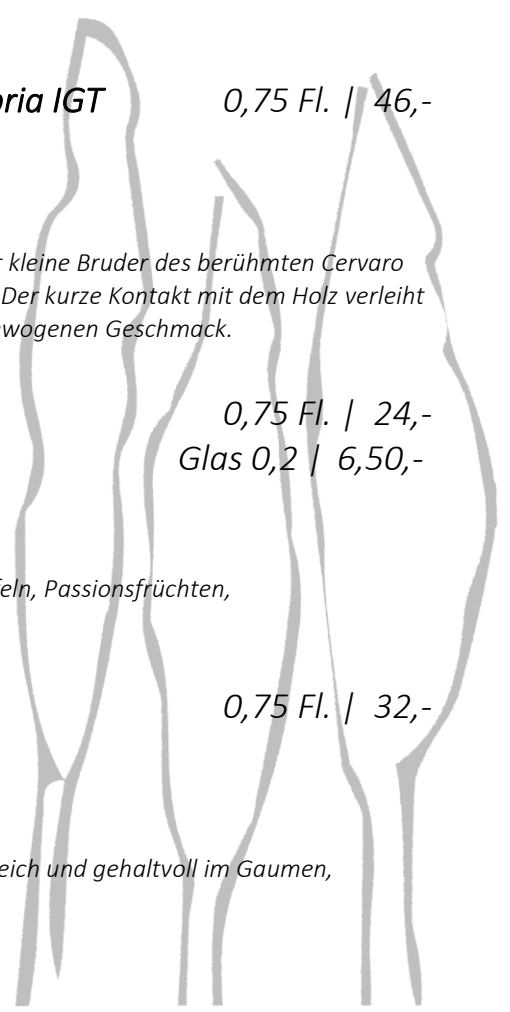 bria IGT 0,75 Fl. | 46,-
kleine Bruder des berühmten Cervaro
Der kurze Kontakt mit dem Holz verleiht
wogenen Geschmack.
0,75 Fl. | 24,-
Glas 0,2 | 6,50,-
eln, Passionsfrüchten,
0,75 Fl. | 32,-
eich und gehaltvoll im Gaumen,